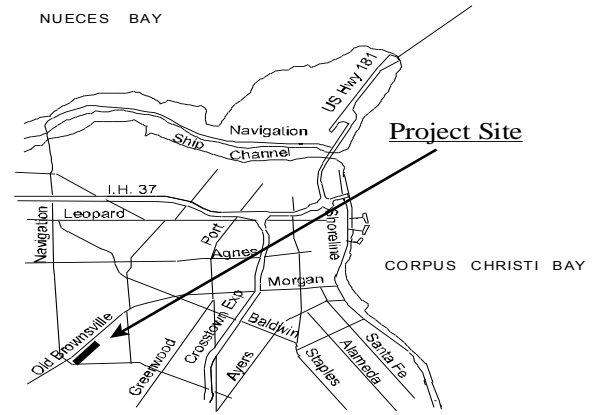 NUECES BAY
US Hwy 181
Navigation
Ship Channel
Project Site
I.H. 37
Leopard
Navigation
Port
Shoreline
Agnes
CORPUS CHRISTI BAY
Morgan
Old Brownsville
Crosstown Exp
Baldwin
Greenwood
Ayers
Staples
Alameda
Santa Fe